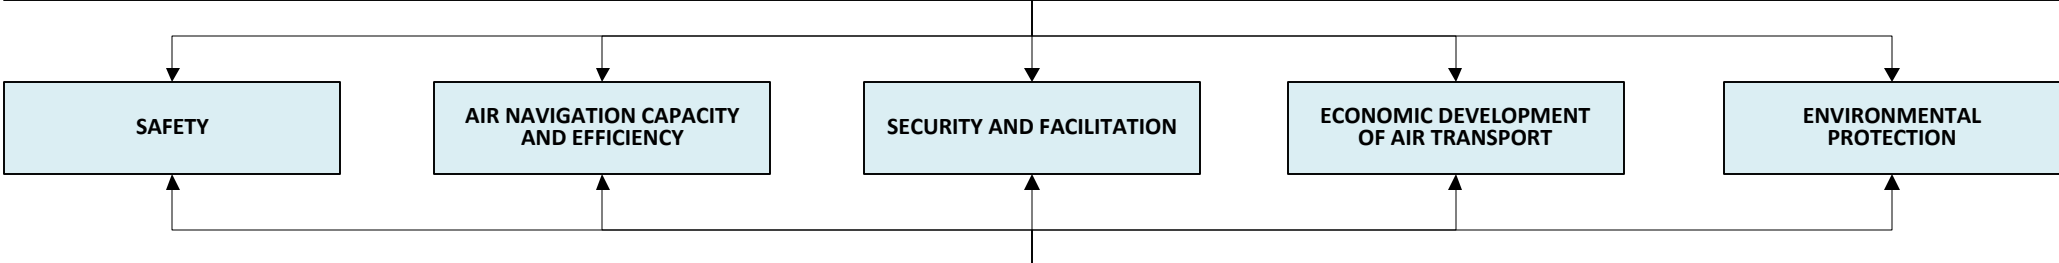 SAFETY
AIR NAVIGATION CAPACITY
AND EFFICIENCY
SECURITY AND FACILITATION
ECONOMIC DEVELOPMENT
OF AIR TRANSPORT
ENVIRONMENTAL
PROTECTION